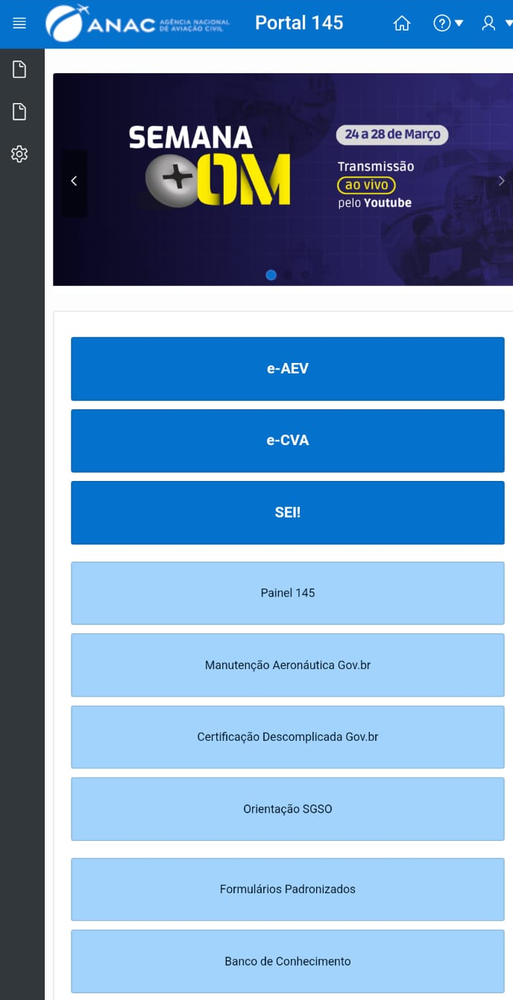 ANAC
AGÊNCIA NACIONAL
DE AVIAÇÃO CIVIL
Portal 145
SEMANA
OM
24 a 28 de Março
Transmissão
ao vivo
pelo Youtube
e-AEV
e-CVA
SEI!
Painel 145
Manutenção Aeronáutica Gov.br
Certificação Descomplicada Gov.br
Orientação SGSO
Formulários Padronizados
Banco de Conhecimento